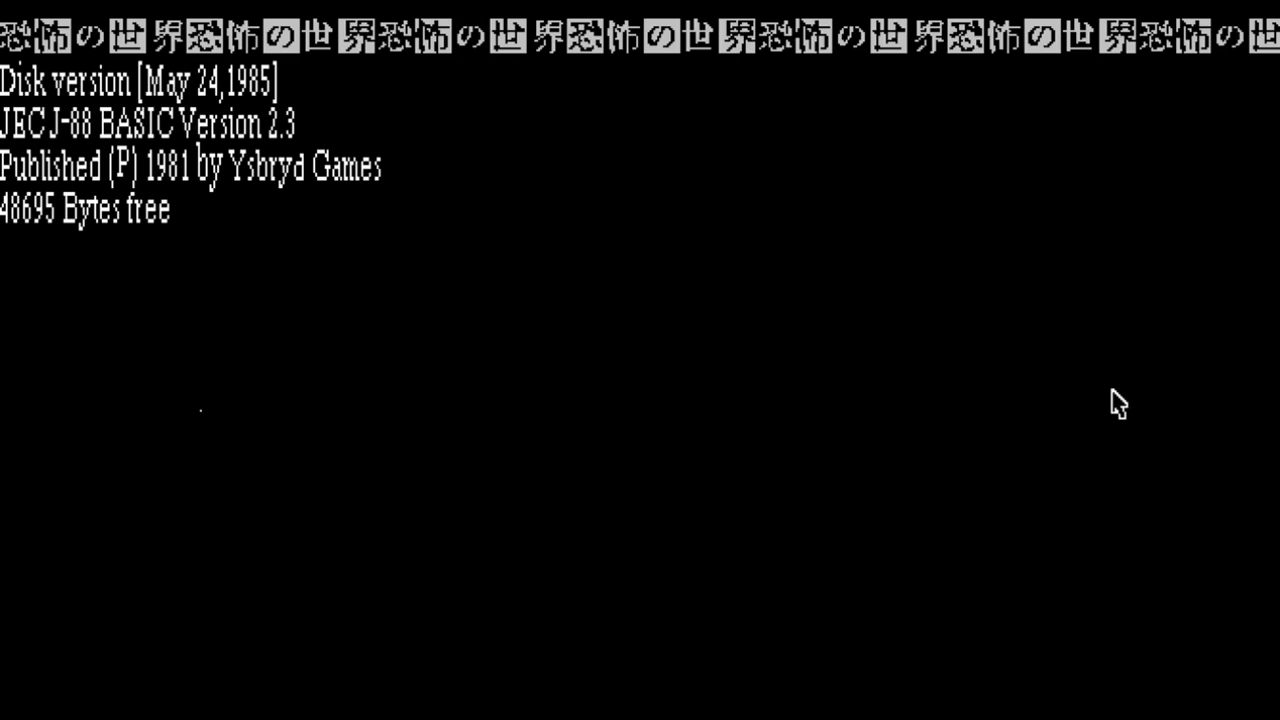 恐怖の世界恐怖の世界恐怖の世界恐怖の世界恐怖の世界恐怖の世界恐怖の世
Disk version [May 24,1985]
JEC J-88 BASIC Version 2.3
Published (P) 1981 by Ysbryd Games
48695 Bytes free